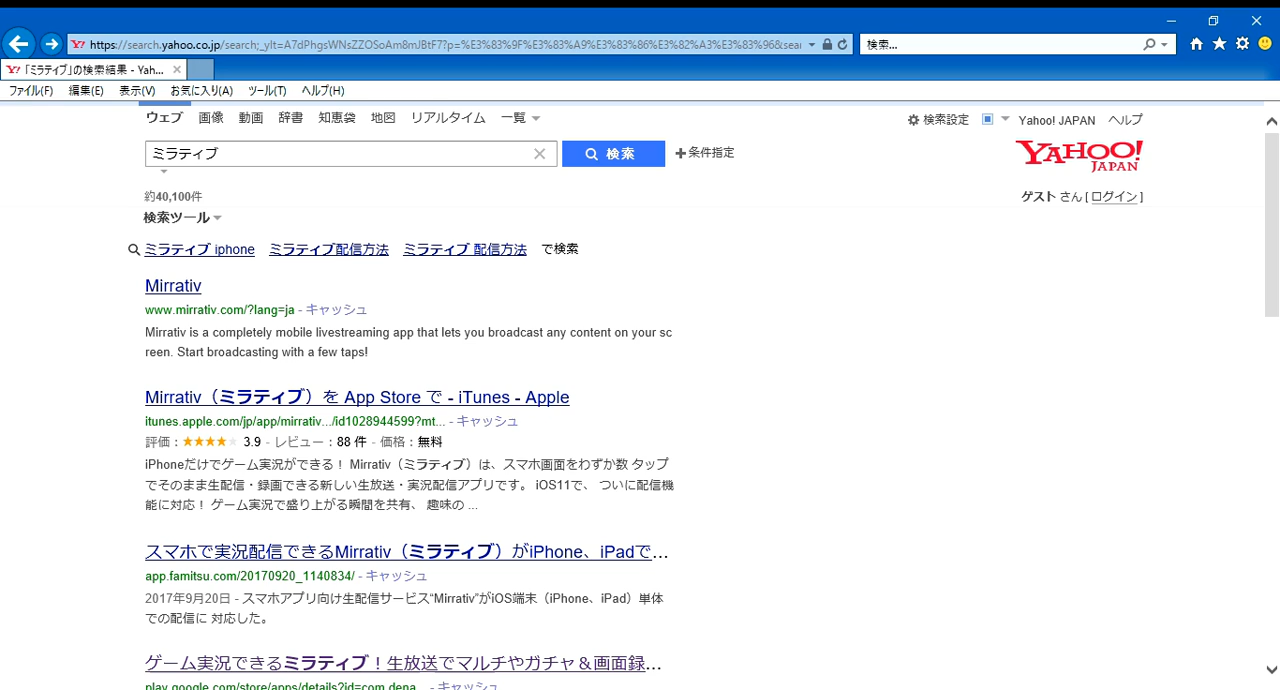 https://search.yahoo.co.jp/search;_ylt=A7dPhgsWNsZZOSoAm8mJBtF7?p=%E3%83%9F%E3%83%A9%E3%83%86%E3%82%A3%E3%83%96&sear 検索...
「ミラティブ」の検索結果 - Yah...
ファイル(F) 編集(E) 表示(V) お気に入り(A) ツール(T) ヘルプ(H)
ウェブ 画像 動画 辞書 知恵袋 地図 リアルタイム 一覧 検索設定 Yahoo! JAPAN ヘルプ
ミラティブ 検索 +条件指定 YAHOO! JAPAN
約40,100件 ゲスト さん [ ログイン ]
検索ツール
ミラティブ iphone ミラティブ配信方法 ミラティブ 配信方法 で検索
Mirrativ
www.mirrativ.com/?lang=ja - キャッシュ
Mirrativ is a completely mobile livestreaming app that lets you broadcast any content on your sc
reen. Start broadcasting with a few taps!
Mirrativ（ミラティブ）を App Store で - iTunes - Apple
itunes.apple.com/jp/app/mirrativ.../id1028944599?mt... - キャッシュ
評価：★★★★★ 3.9 - レビュー：88 件 - 価格：無料
iPhoneだけでゲーム実況ができる！ Mirrativ（ミラティブ）は、スマホ画面をわずか数 タップ
でそのまま生配信・録画できる新しい生放送・実況配信アプリです。 iOS11で、 ついに配信機
能に対応！ ゲーム実況で盛り上がる瞬間を共有、 趣味の ...
スマホで実況配信できるMirrativ（ミラティブ）がiPhone、iPadで...
app.famitsu.com/20170920_1140834/ - キャッシュ
2017年9月20日 - スマホアプリ向け生配信サービス“Mirrativ”がiOS端末（iPhone、iPad）単体
での配信に 対応した。
ゲーム実況できるミラティブ！生放送でマルチやガチャ＆画面録...
play.google.com/store/apps/details?id=com.dena... - キャッシュ